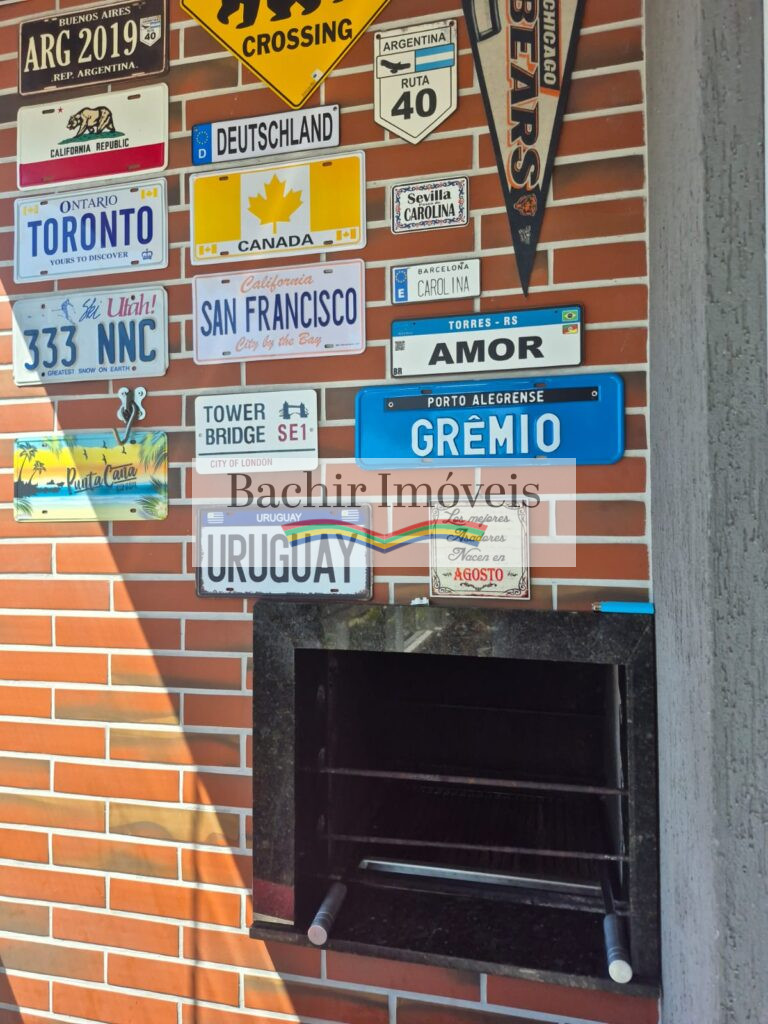 BUENOS AIRES
ARG 2019
REP. ARGENTINA
RUTA
40
CROSSING
ARGENTINA
RUTA
40
CHICAGO
BEARS
CALIFORNIA REPUBLIC
D
DEUTSCHLAND
ONTARIO
TORONTO
YOURS TO DISCOVER
CANADA
Sevilla
CAROLINA
E
BARCELONA
CAROLINA
Ski Utah!
333 NNC
GREATEST SNOW ON EARTH
California
SAN FRANCISCO
City by the Bay
TORRES - RS
AMOR
BR
PORTO ALEGRENSE
GRÊMIO
TOWER
BRIDGE SE1
CITY OF LONDON
Punta Cana
Bachir Imóveis
URUGUAY
URUGUAY
Los mejores
Asadores
Nacen en
AGOSTO